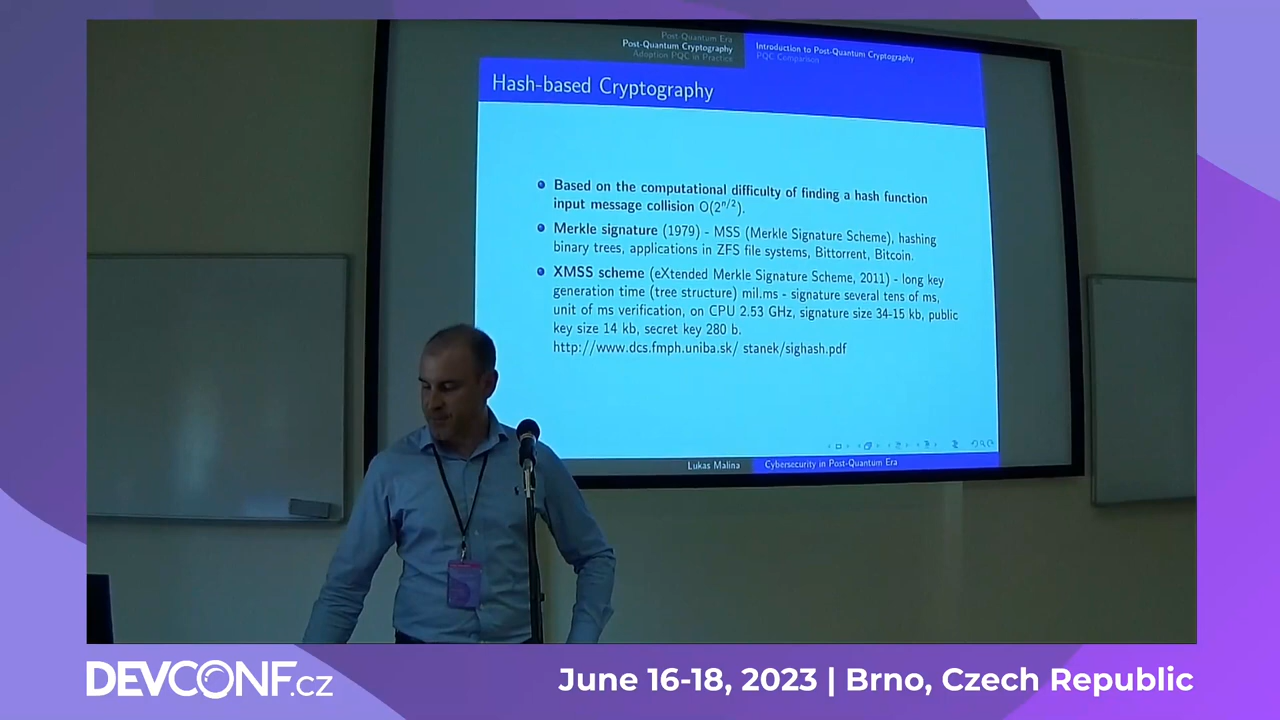 Post-Quantum Era
Post-Quantum Cryptography
Adoption PQC in Practice
Introduction to Post-Quantum Cryptography
PQC Comparison
Hash-based Cryptography
Based on the computational difficulty of finding a hash function
input message collision O(2^n/2).
Merkle signature (1979) - MSS (Merkle Signature Scheme), hashing
binary trees, applications in ZFS file systems, Bittorrent, Bitcoin.
XMSS scheme (eXtended Merkle Signature Scheme, 2011) - long key
generation time (tree structure) mil.ms - signature several tens of ms,
unit of ms verification, on CPU 2.53 GHz, signature size 34-15 kb, public
key size 14 kb, secret key 280 b.
http://www.dcs.fmph.uniba.sk/ stanek/sighash.pdf
Lukas Malina
Cybersecurity in Post-Quantum Era
DEVCONF.cz
June 16-18, 2023 | Brno, Czech Republic